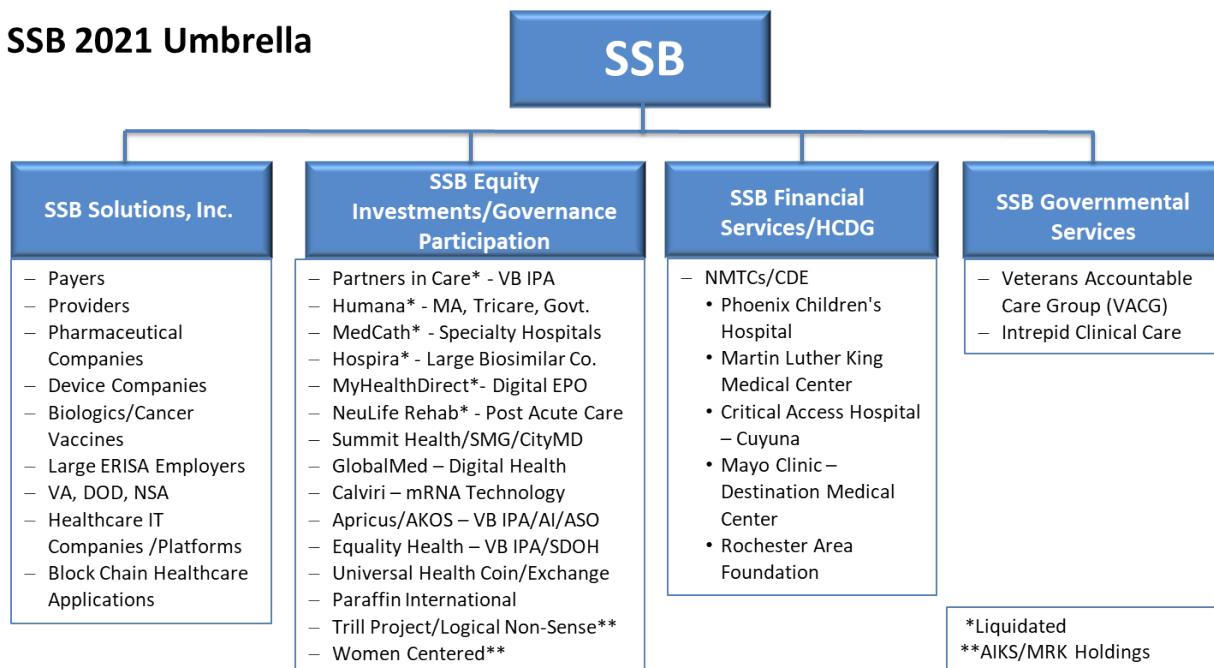 SSB 2021 Umbrella
SSB
SSB Solutions, Inc.
– Payers
– Providers
– Pharmaceutical
Companies
– Device Companies
– Biologics/Cancer
Vaccines
– Large ERISA Employers
– VA, DOD, NSA
– Healthcare IT
Companies /Platforms
– Block Chain Healthcare
Applications
SSB Equity
Investments/Governance
Participation
– Partners in Care* - VB IPA
– Humana* - MA, Tricare, Govt.
– MedCath* - Specialty Hospitals
– Hospira* - Large Biosimilar Co.
– MyHealthDirect*- Digital EPO
– NeuLife Rehab* - Post Acute Care
– Summit Health/SMG/CityMD
– GlobalMed – Digital Health
– Calviri – mRNA Technology
– Apricus/AKOS – VB IPA/AI/ASO
– Equality Health – VB IPA/SDOH
– Universal Health Coin/Exchange
– Paraffin International
– Trill Project/Logical Non-Sense**
– Women Centered**
SSB Financial
Services/HCDG
– NMTCs/CDE
• Phoenix Children's
Hospital
• Martin Luther King
Medical Center
• Critical Access Hospital
– Cuyuna
• Mayo Clinic –
Destination Medical
Center
• Rochester Area
Foundation
SSB Governmental
Services
– Veterans Accountable
Care Group (VACG)
– Intrepid Clinical Care
*Liquidated
**AIKS/MRK Holdings